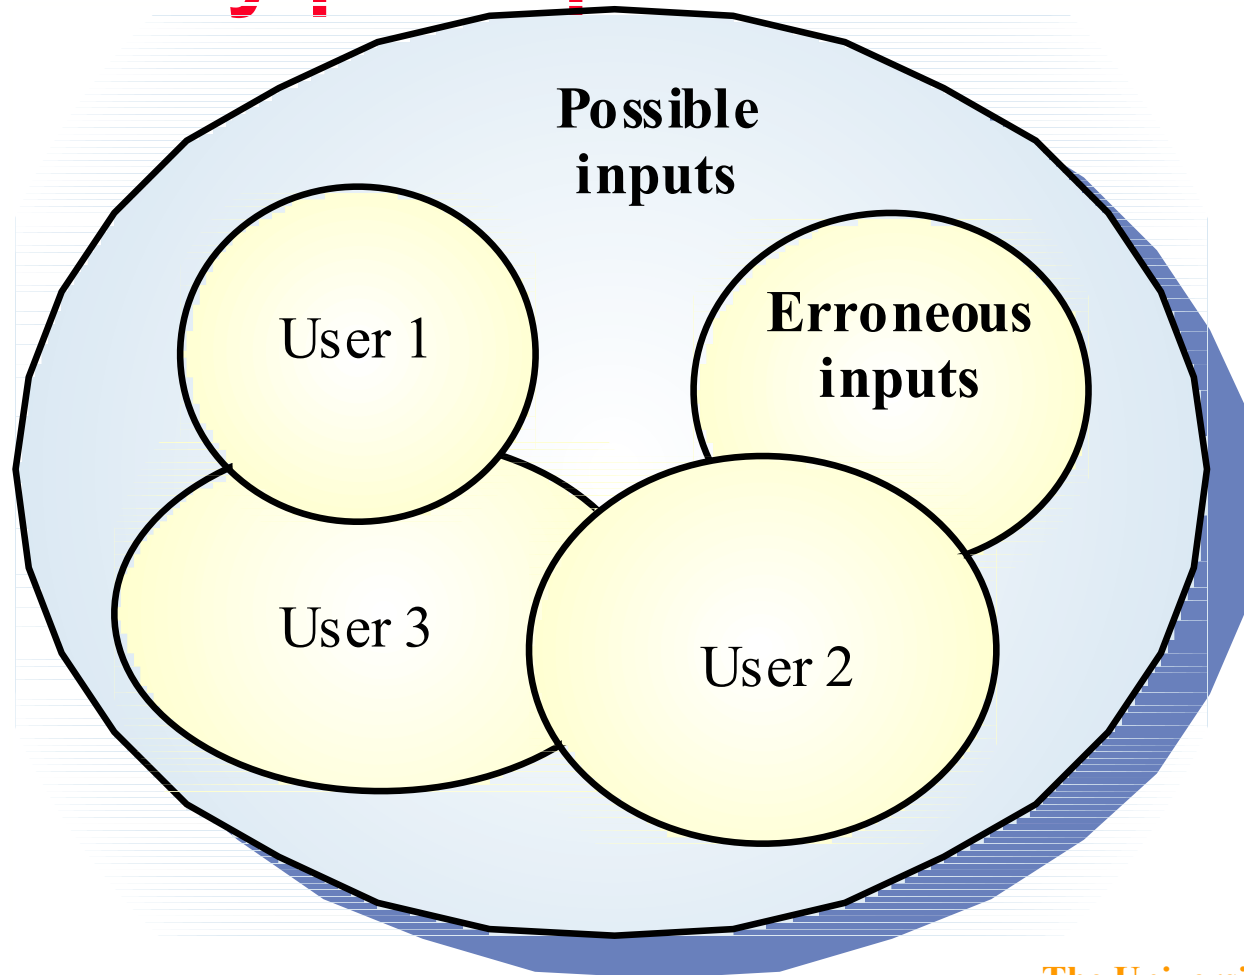 Possible
inputs
User 1
Erroneous
inputs
User 3
User 2